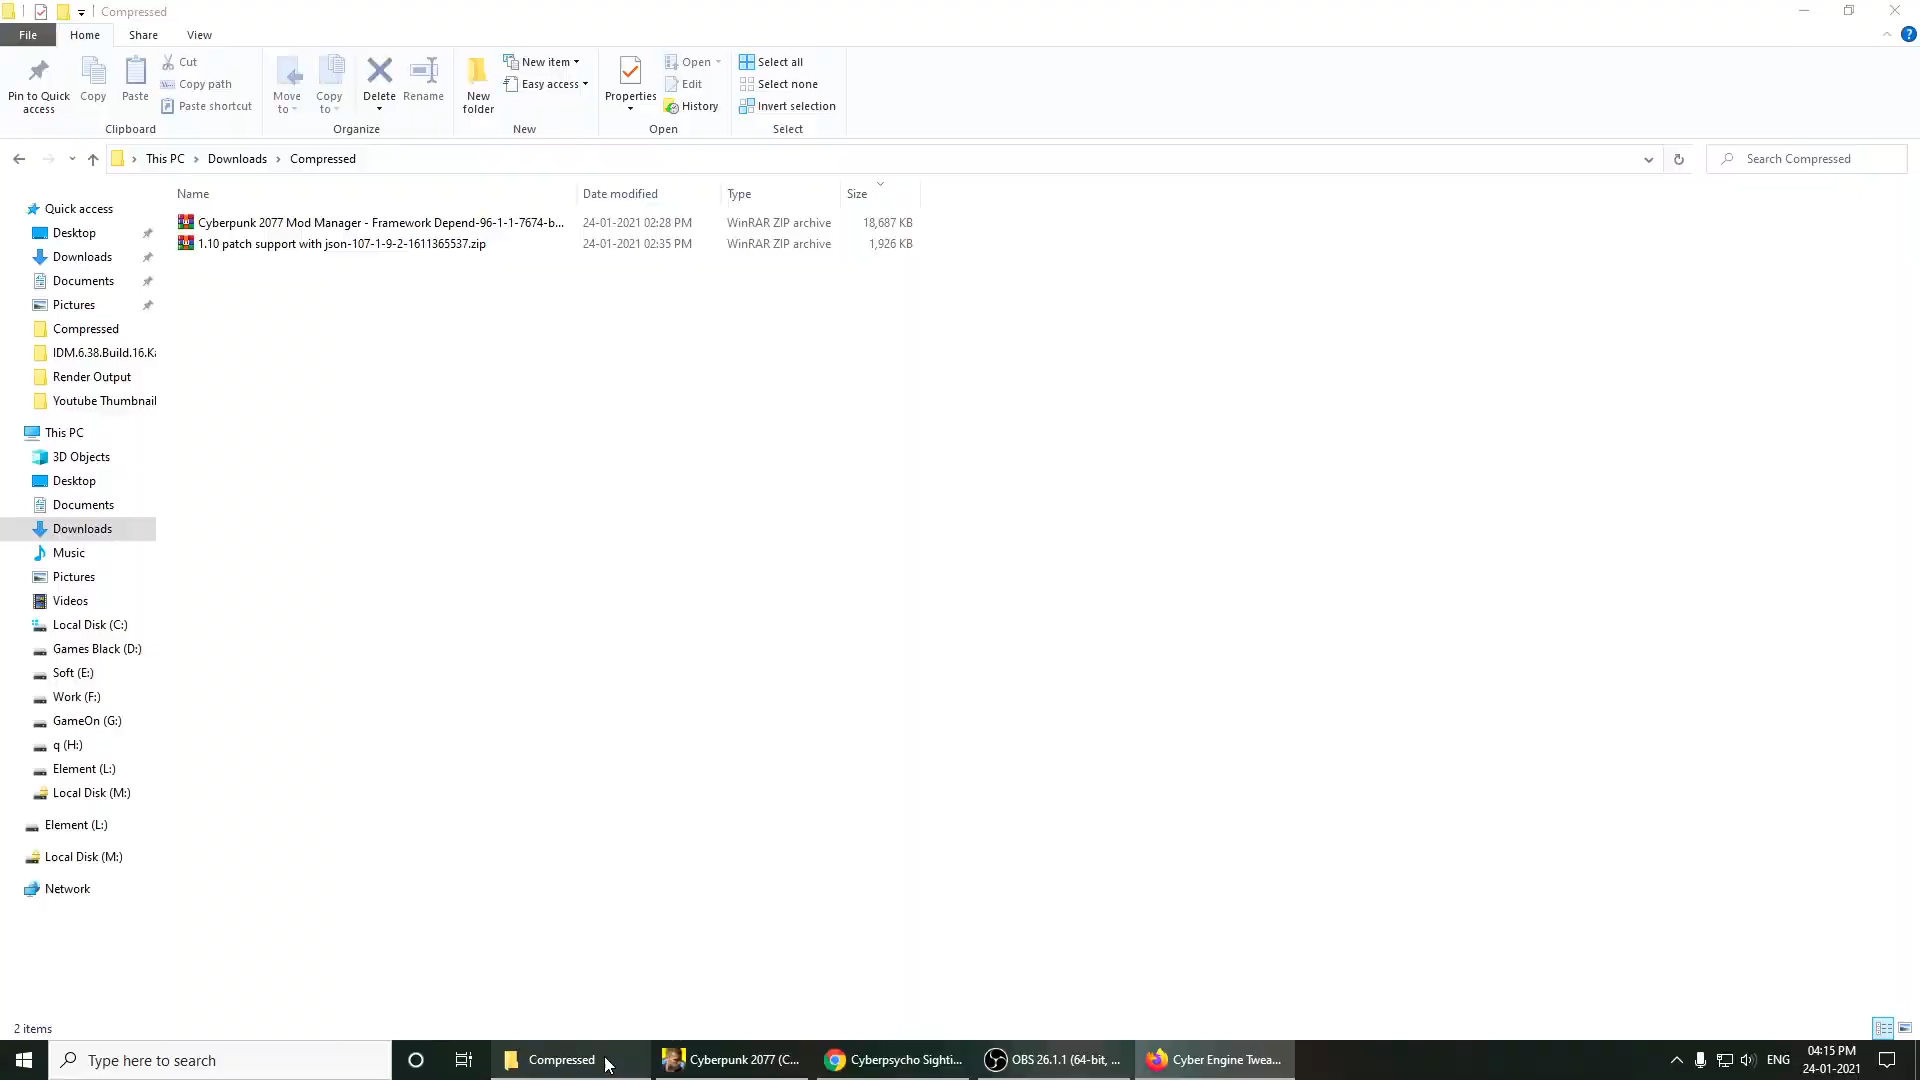 Compressed
File Home Share View
Pin to Quick access
Copy
Paste
Cut
Copy path
Paste shortcut
Clipboard
Move to
Copy to
Delete
Rename
Organize
New folder
New item
Easy access
New
Properties
Open
Edit
History
Open
Select all
Select none
Invert selection
Select
This PC › Downloads › Compressed
Search Compressed
Name Date modified Type Size
Cyberpunk 2077 Mod Manager - Framework Depend-96-1-1-7674-b... 24-01-2021 02:28 PM WinRAR ZIP archive 18,687 KB
1.10 patch support with json-107-1-9-2-1611365537.zip 24-01-2021 02:35 PM WinRAR ZIP archive 1,926 KB
Quick access
Desktop
Downloads
Documents
Pictures
Compressed
IDM.6.38.Build.16.Ka
Render Output
Youtube Thumbnail
This PC
3D Objects
Desktop
Documents
Downloads
Music
Pictures
Videos
Local Disk (C:)
Games Black (D:)
Soft (E:)
Work (F:)
GameOn (G:)
q (H:)
Element (L:)
Local Disk (M:)
Element (L:)
Local Disk (M:)
Network
2 items
Type here to search
Compressed
Cyberpunk 2077 (C...
Cyberpsycho Sighti...
OBS 26.1.1 (64-bit, ...
Cyber Engine Twea...
ENG
04:15 PM
24-01-2021